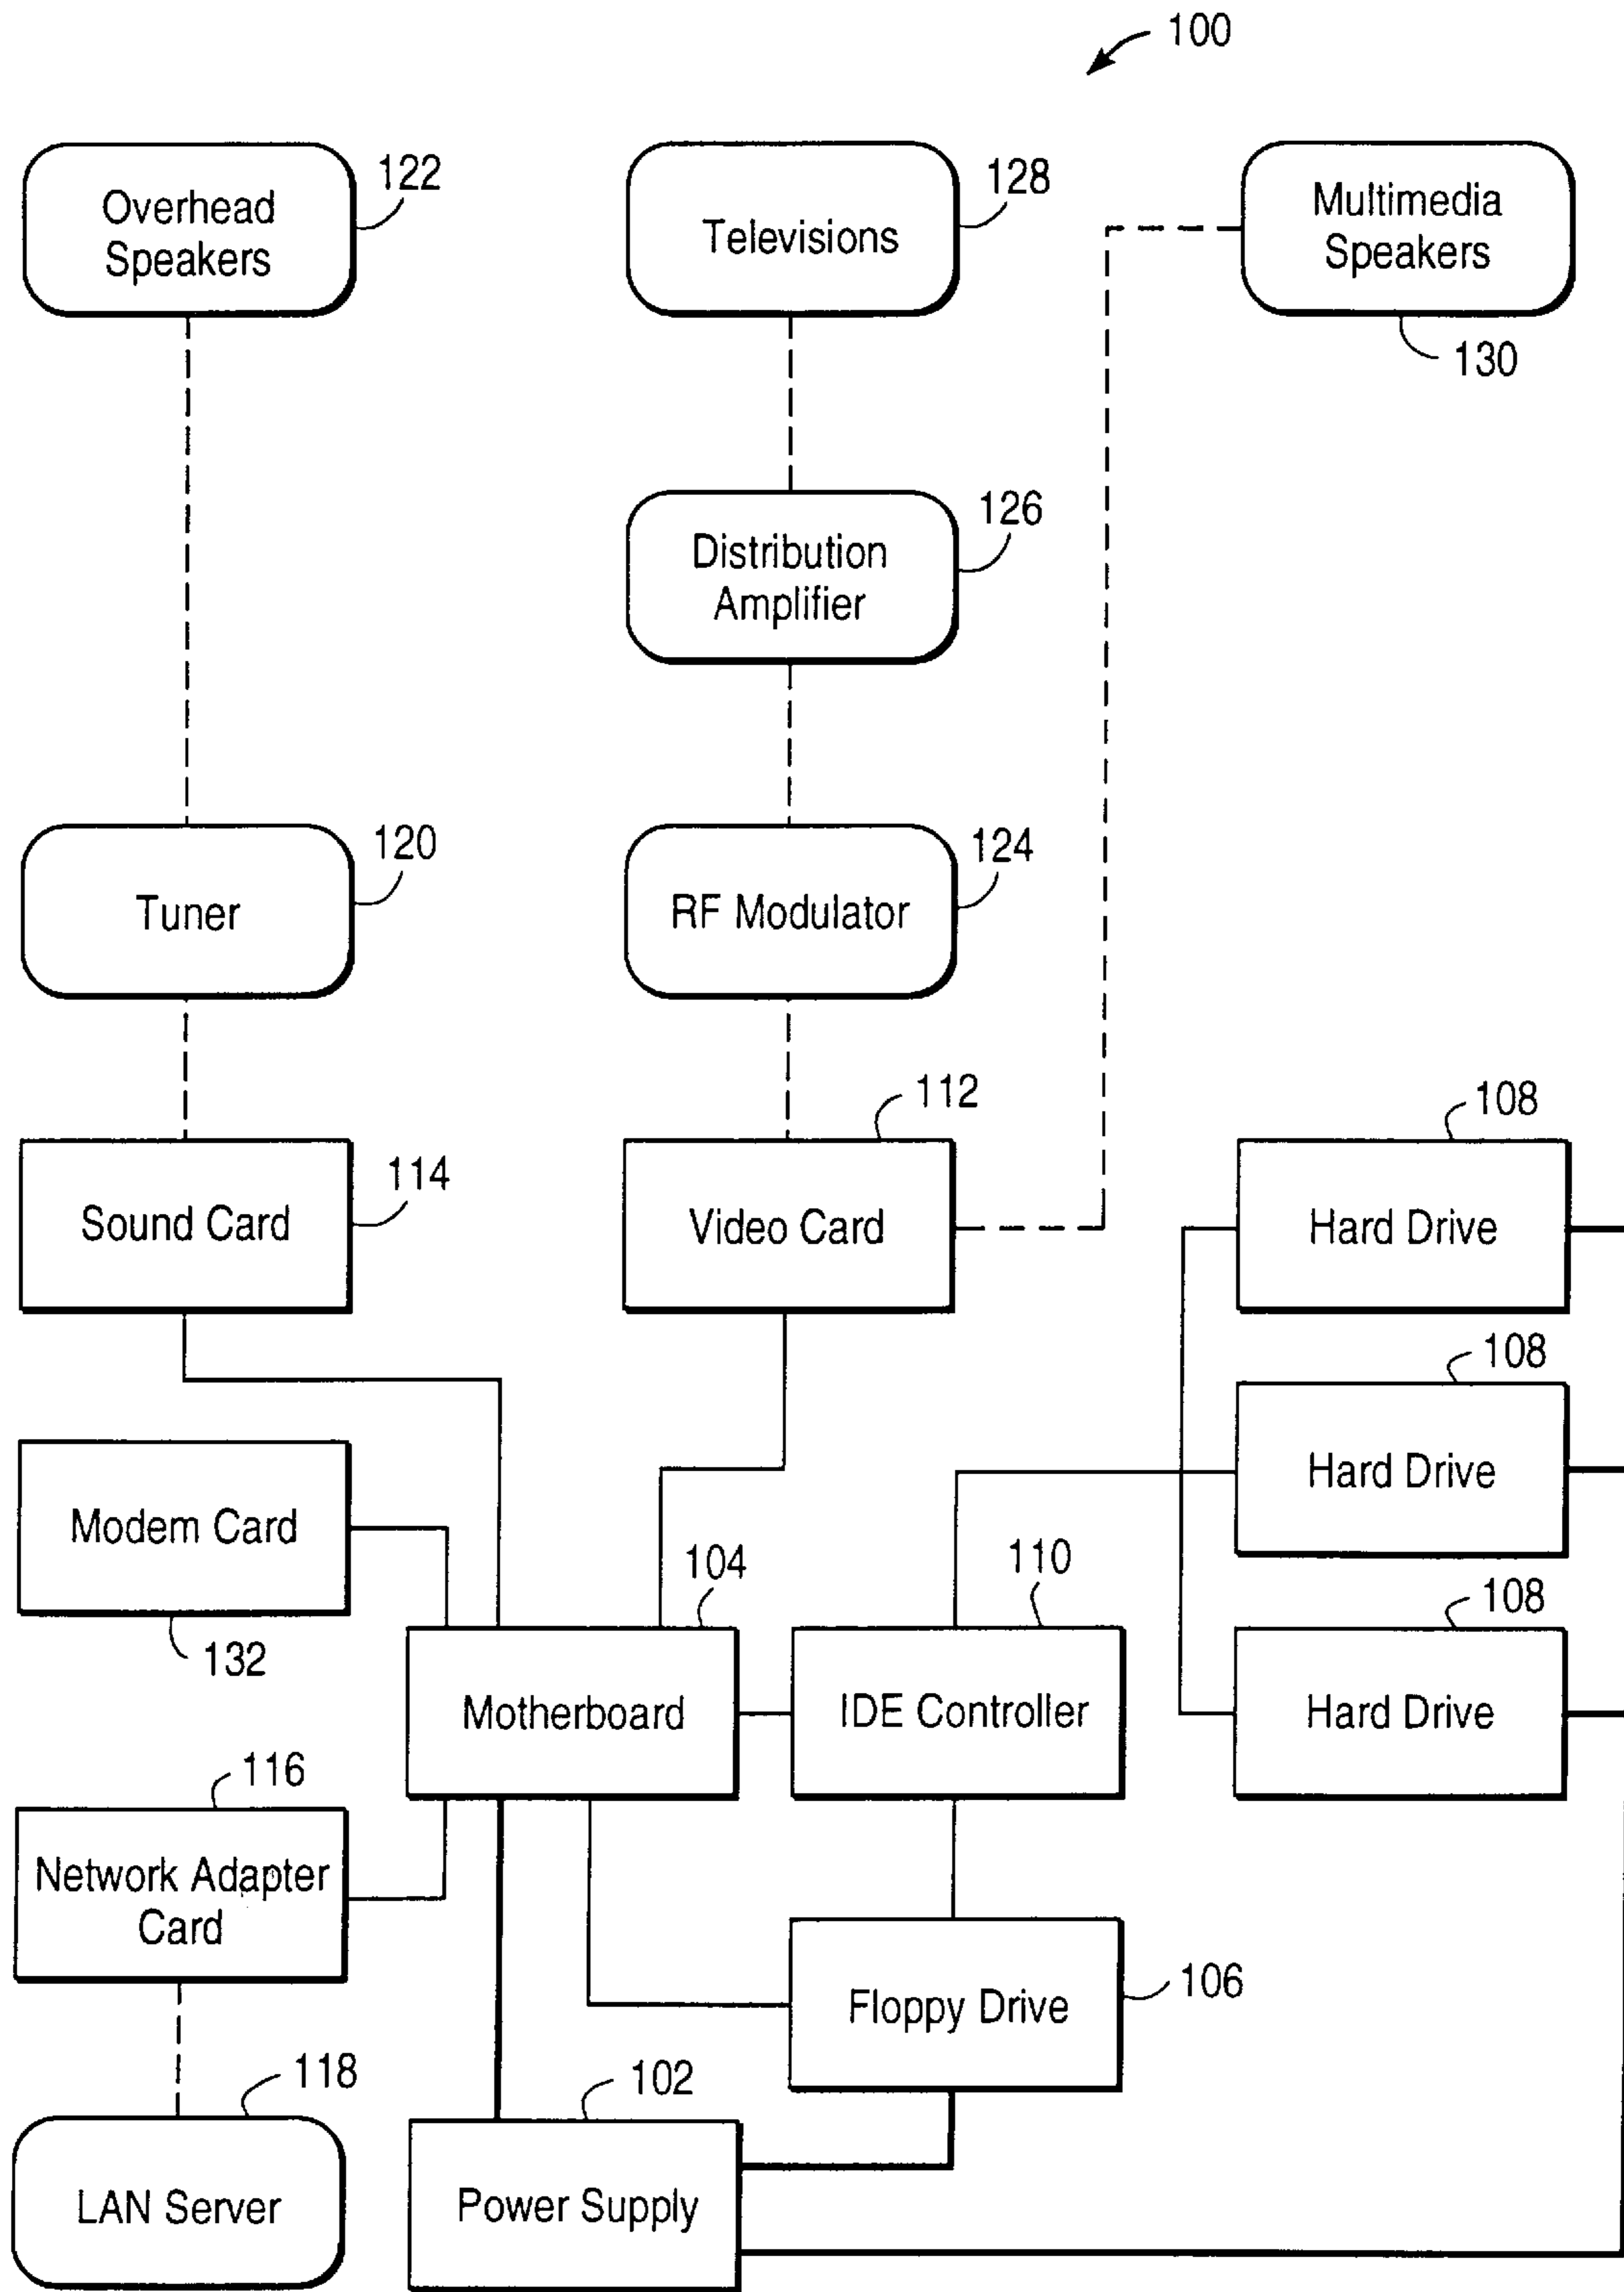 100
Overhead
Speakers
122
Televisions
128
Multimedia
Speakers
130
Distribution
Amplifier
126
Tuner
120
RF Modulator
124
Sound Card
114
Video Card
112
Hard Drive
108
Hard Drive
108
Modem Card
132
Motherboard
104
IDE Controller
110
Hard Drive
108
Network Adapter
Card
116
Floppy Drive
106
LAN Server
118
Power Supply
102